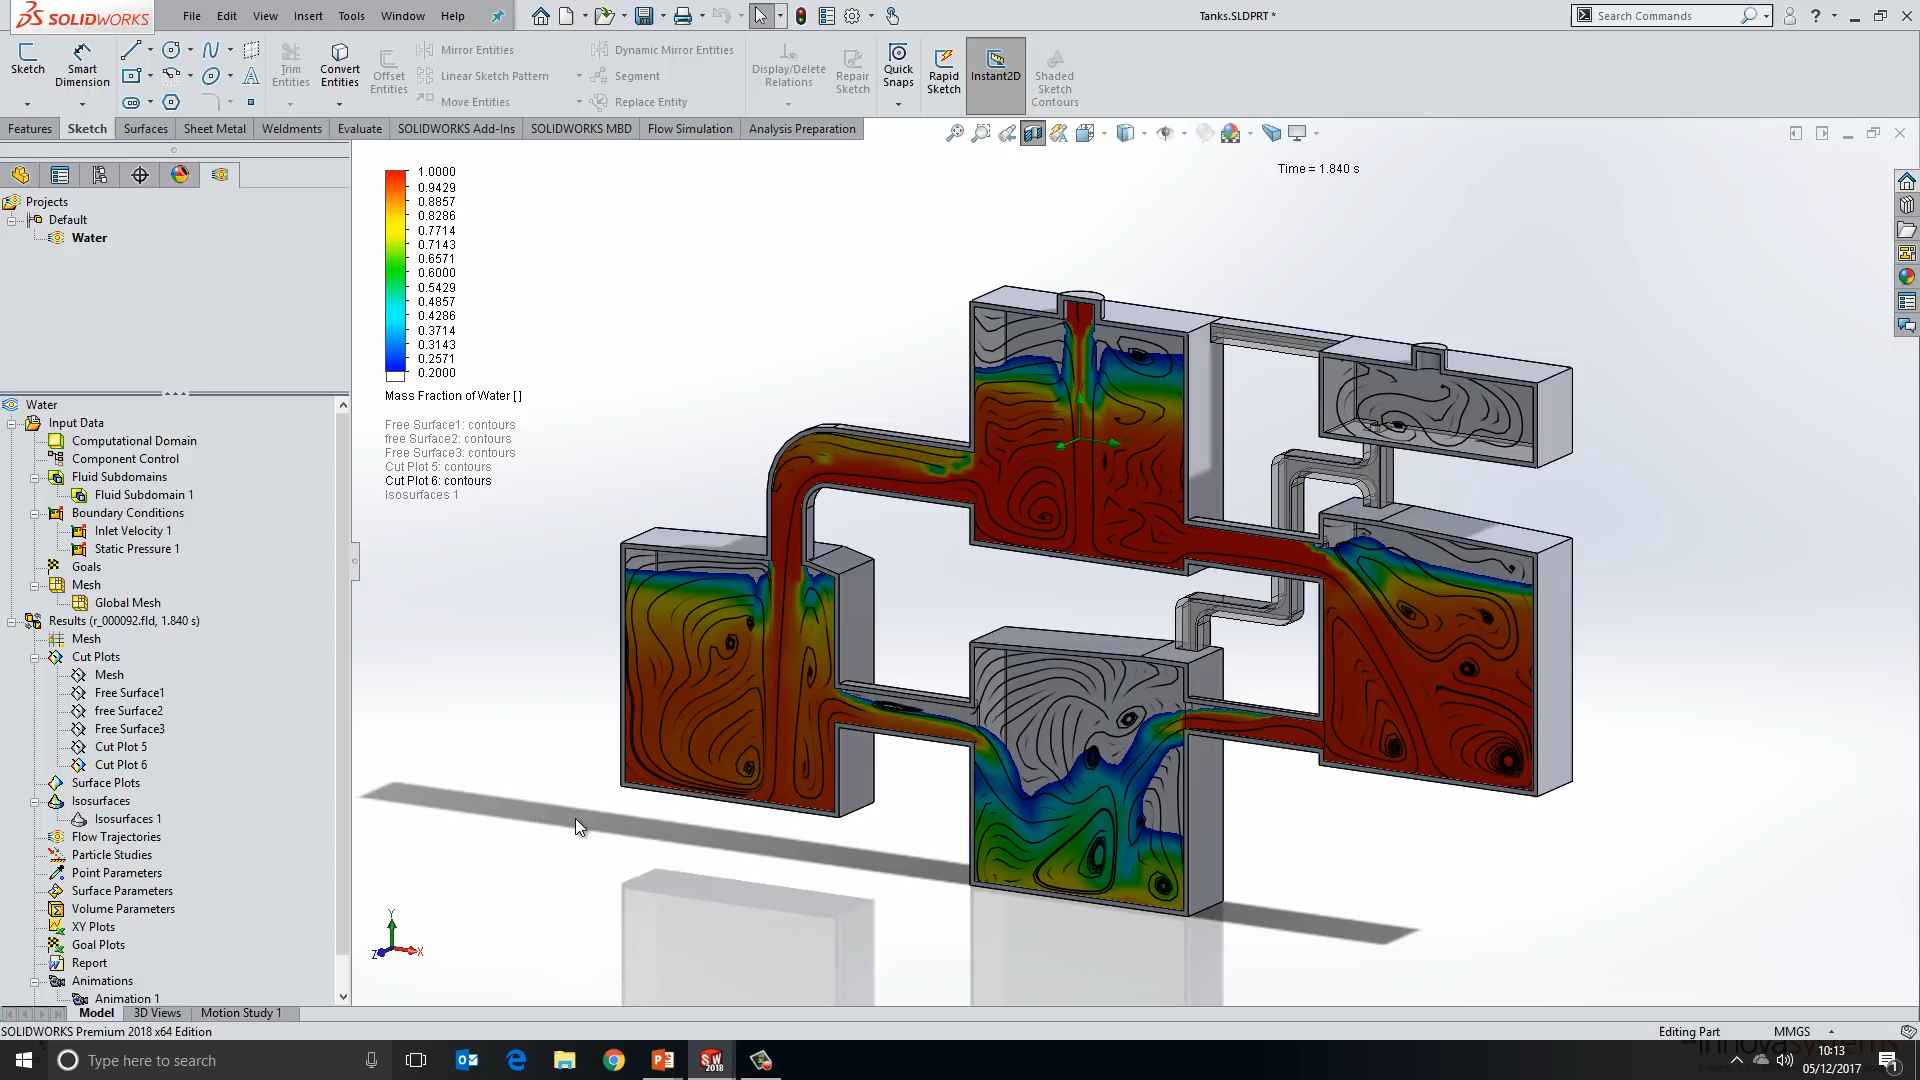 SOLIDWORKS
File Edit View Insert Tools Window Help
Tanks.SLDPRT *
Search Commands
Sketch
Smart Dimension
Trim Entities
Convert Entities
Offset Entities
Mirror Entities
Linear Sketch Pattern
Move Entities
Dynamic Mirror Entities
Segment
Replace Entity
Display/Delete Relations
Repair Sketch
Quick Snaps
Rapid Sketch
Instant2D
Shaded Sketch Contours
Features Sketch Surfaces Sheet Metal Weldments Evaluate SOLIDWORKS Add-Ins SOLIDWORKS MBD Flow Simulation Analysis Preparation
Projects
Default
Water
Water
Input Data
Computational Domain
Component Control
Fluid Subdomains
Fluid Subdomain 1
Boundary Conditions
Inlet Velocity 1
Static Pressure 1
Goals
Mesh
Global Mesh
Results (r_000092.fld, 1.840 s)
Mesh
Cut Plots
Mesh
Free Surface1
free Surface2
Free Surface3
Cut Plot 5
Cut Plot 6
Surface Plots
Isosurfaces
Isosurfaces 1
Flow Trajectories
Particle Studies
Point Parameters
Surface Parameters
Volume Parameters
XY Plots
Goal Plots
Report
Animations
Animation 1
1.0000
0.9429
0.8857
0.8286
0.7714
0.7143
0.6571
0.6000
0.5429
0.4857
0.4286
0.3714
0.3143
0.2571
0.2000
Mass Fraction of Water [ ]
Free Surface1: contours
free Surface2: contours
Free Surface3: contours
Cut Plot 5: contours
Cut Plot 6: contours
Isosurfaces 1
Time = 1.840 s
Y
Z
X
Model 3D Views Motion Study 1
SOLIDWORKS Premium 2018 x64 Edition
Editing Part
MMGS
Type here to search
SW 2018
10:13
05/12/2017
1